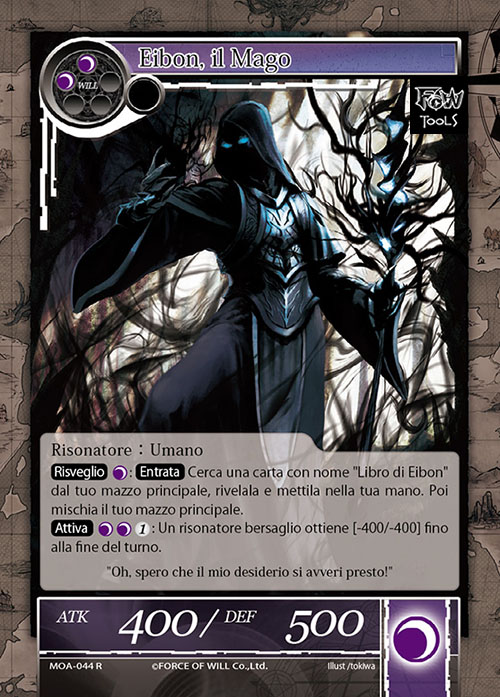 Eibon, il Mago
WILL
FOW
TOOLS
Risonatore : Umano
Risveglio : Entrata Cerca una carta con nome "Libro di Eibon"
dal tuo mazzo principale, rivelala e mettila nella tua mano. Poi
mischia il tuo mazzo principale.
Attiva 1 : Un risonatore bersaglio ottiene [-400/-400] fino
alla fine del turno.
"Oh, spero che il mio desiderio si avveri presto!"
ATK 400 / DEF 500
MOA-044 R ©FORCE OF WILL Co.,Ltd. Illust /tokiwa